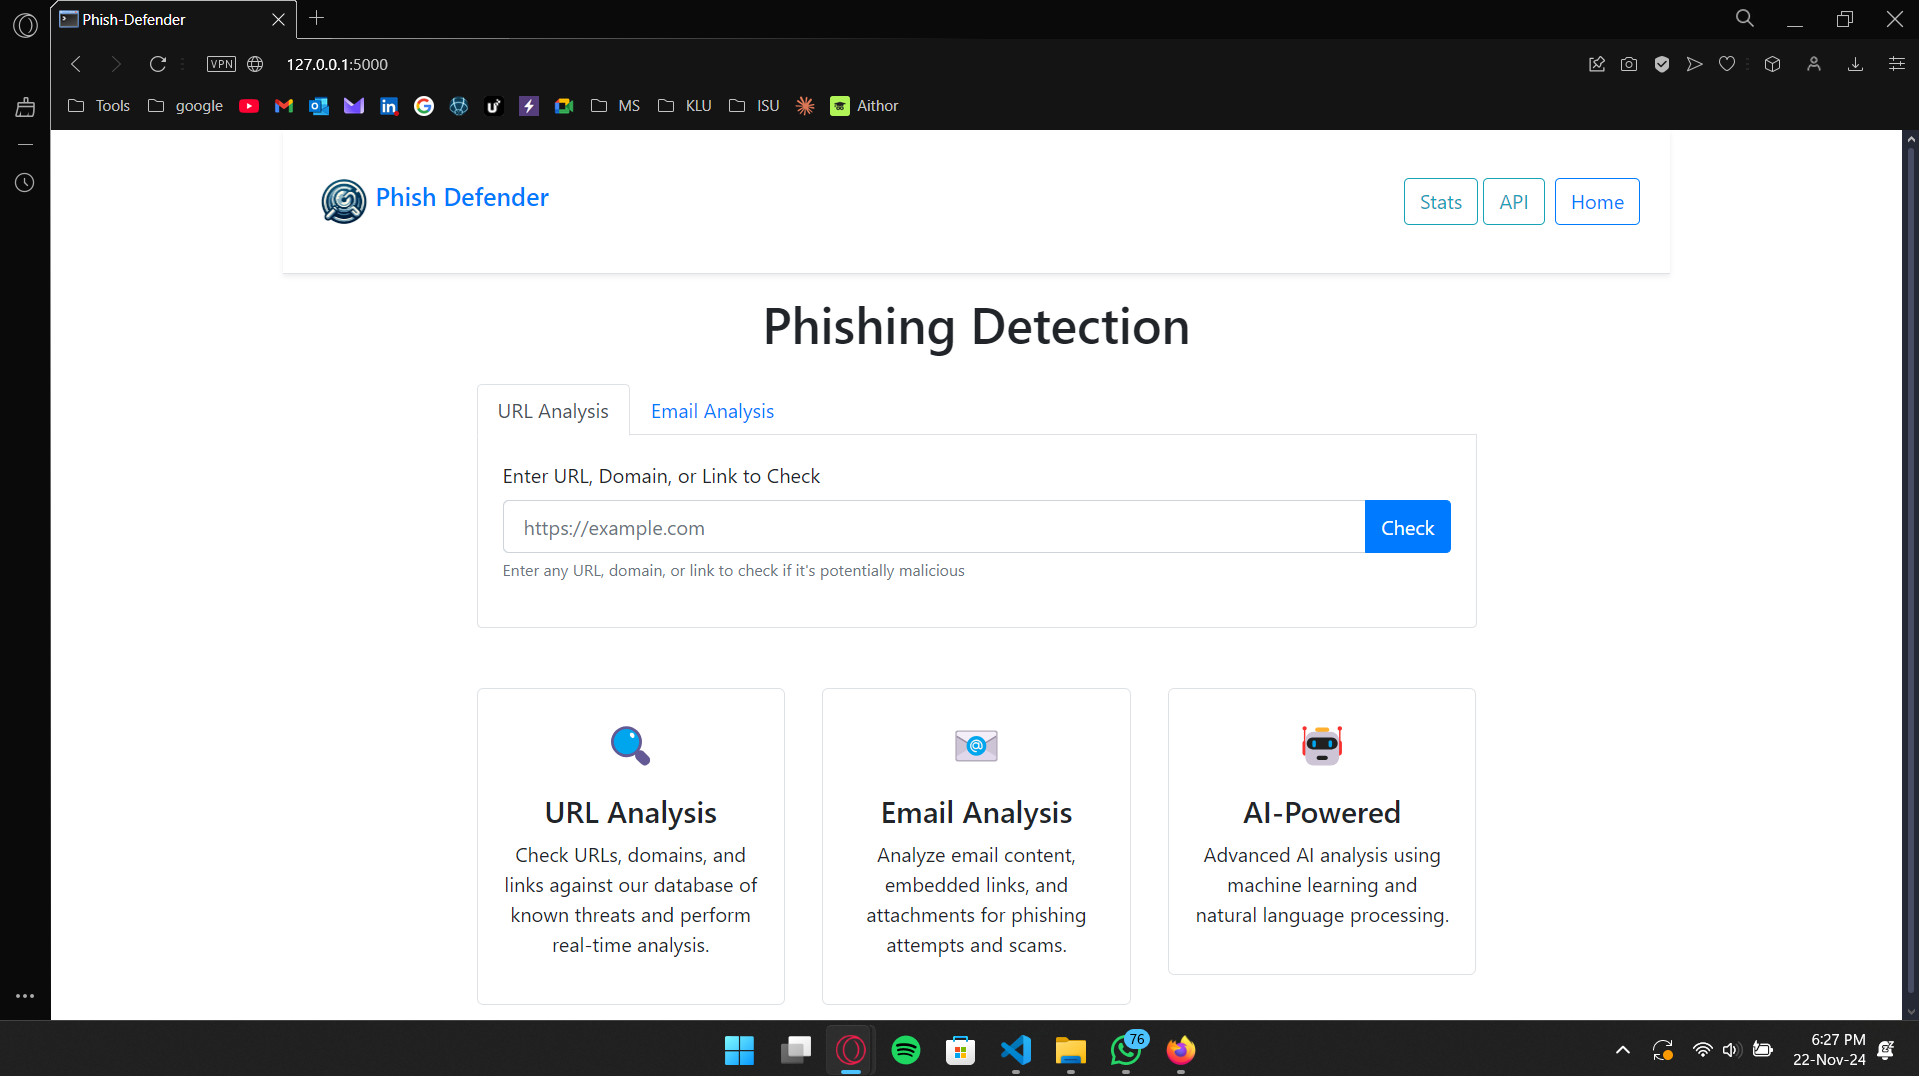 Phish-Defender
VPN
127.0.0.1:5000
Tools
google
MS
KLU
ISU
Aithor
Phish Defender
Stats
API
Home
Phishing Detection
URL Analysis
Email Analysis
Enter URL, Domain, or Link to Check
https://example.com
Check
Enter any URL, domain, or link to check if it's potentially malicious
URL Analysis
Check URLs, domains, and
links against our database of
known threats and perform
real-time analysis.
Email Analysis
Analyze email content,
embedded links, and
attachments for phishing
attempts and scams.
AI-Powered
Advanced AI analysis using
machine learning and
natural language processing.
76
6:27 PM
22-Nov-24